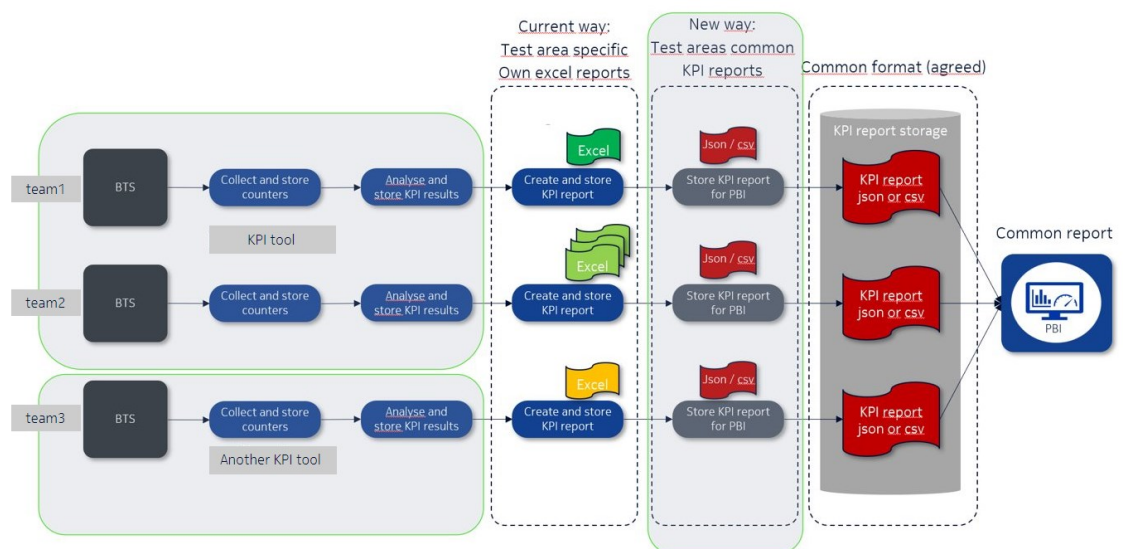 Current way:
Test area specific
Own excel reports
New way:
Test areas common
KPI reports
Common format (agreed)
KPI report storage
team1
BTS
Collect and store
counters
Analyse and
store KPI results
Excel
Create and store
KPI report
Json / csv
Store KPI report
for PBI
KPI report
json or csv
KPI tool
Common report
PBI
team2
BTS
Collect and store
counters
Analyse and
store KPI results
Excel
Create and store
KPI report
Json / csv
Store KPI report
for PBI
KPI report
json or csv
team3
BTS
Collect and store
counters
Analyse and
store KPI results
Excel
Create and store
KPI report
Json / csv
Store KPI report
for PBI
KPI report
json or csv
Another KPI tool